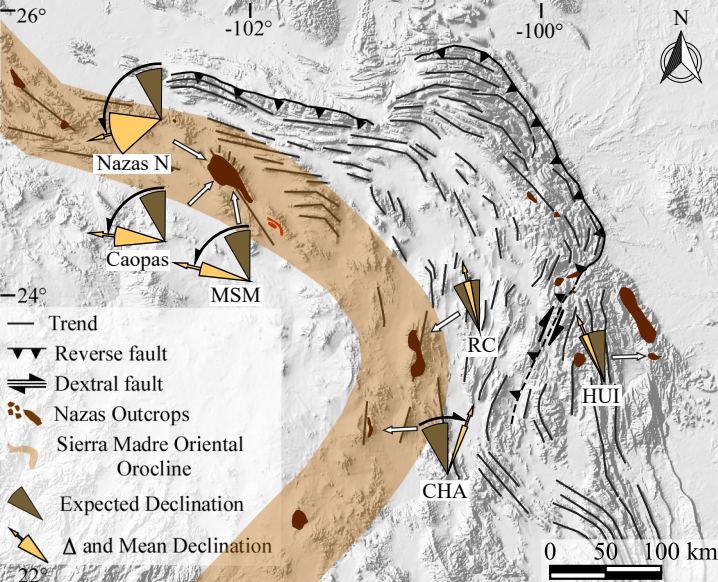 26°
-102°
-100°
N
Nazas N
Caopas
MSM
24°
RC
HUI
CHA
Trend
Reverse fault
Dextral fault
Nazas Outcrops
Sierra Madre Oriental
Orocline
Expected Declination
Δ and Mean Declination
22°
0 50 100 km